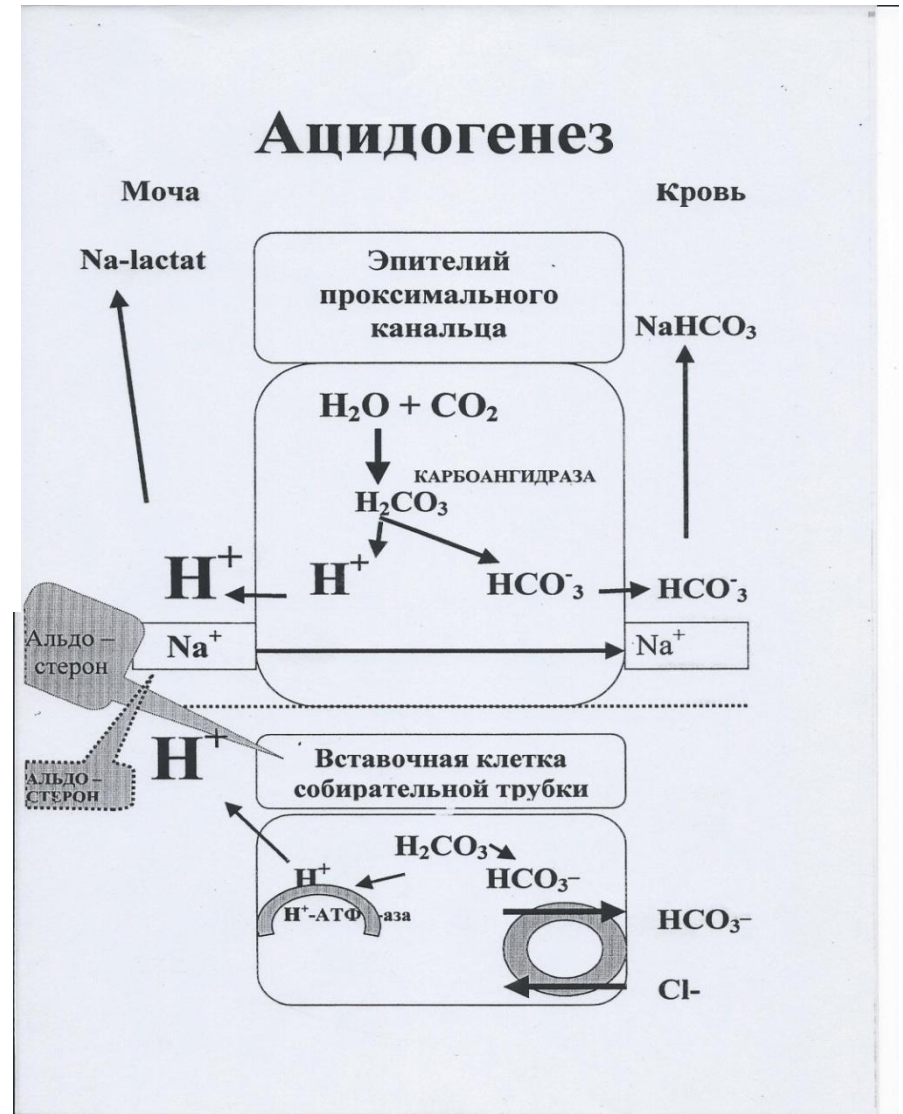 Ацидогенез
Моча
Кровь
Na-lactat
Эпителий
проксимального
канальца
NaHCO₃
H₂O + CO₂
КАРБОАНГИДРАЗА
H₂CO₃
H⁺
H⁺
HCO⁻₃
HCO⁻₃
Альдо –
стерон
Na⁺
Na⁺
H⁺
АЛЬДО –
СТЕРОН
Вставочная клетка
собирательной трубки
H₂CO₃
H⁺
HCO₃–
H⁺-АТФ-аза
HCO₃–
Cl-